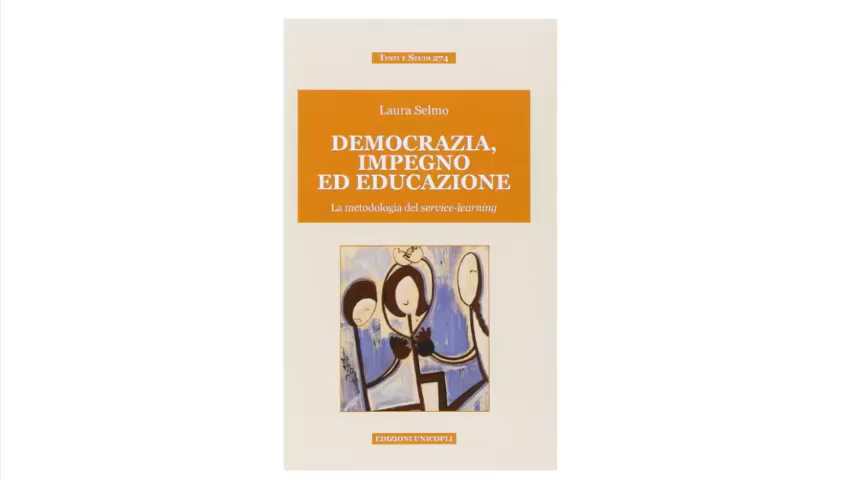 TESTI E STUDI 274
Laura Selmo
DEMOCRAZIA,
IMPEGNO
ED EDUCAZIONE
La metodologia del service-learning
EDIZIONI UNICOPLI